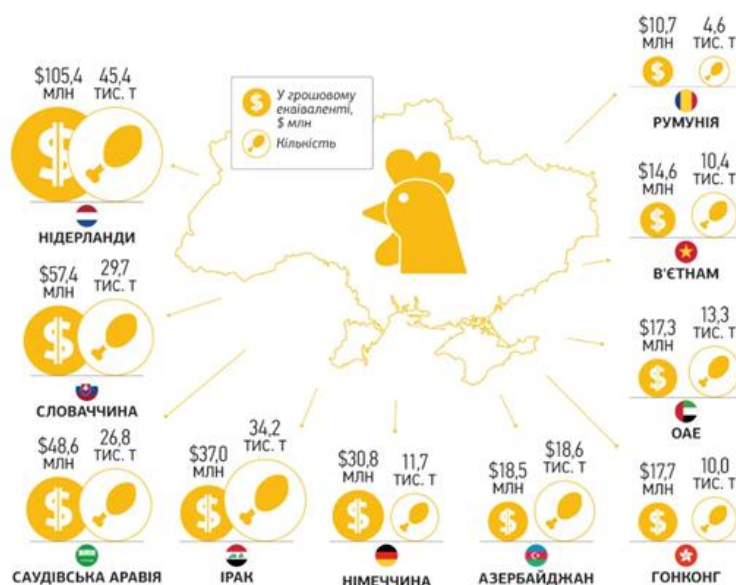 $105,4 МЛН
45,4 ТИС. Т
НІДЕРЛАНДИ
У грошовому
еквіваленті,
$ млн
Кількість
$10,7 МЛН
4,6 ТИС. Т
РУМУНІЯ
$14,6 МЛН
10,4 ТИС. Т
В'ЄТНАМ
$57,4 МЛН
29,7 ТИС. Т
СЛОВАЧЧИНА
$17,3 МЛН
13,3 ТИС. Т
ОАЕ
$48,6 МЛН
26,8 ТИС. Т
САУДІВСЬКА АРАВІЯ
$37,0 МЛН
34,2 ТИС. Т
ІРАК
$30,8 МЛН
11,7 ТИС. Т
НІМЕЧЧИНА
$18,5 МЛН
$18,6 ТИС. Т
АЗЕРБАЙДЖАН
$17,7 МЛН
10,0 ТИС. Т
ГОНКОНГ